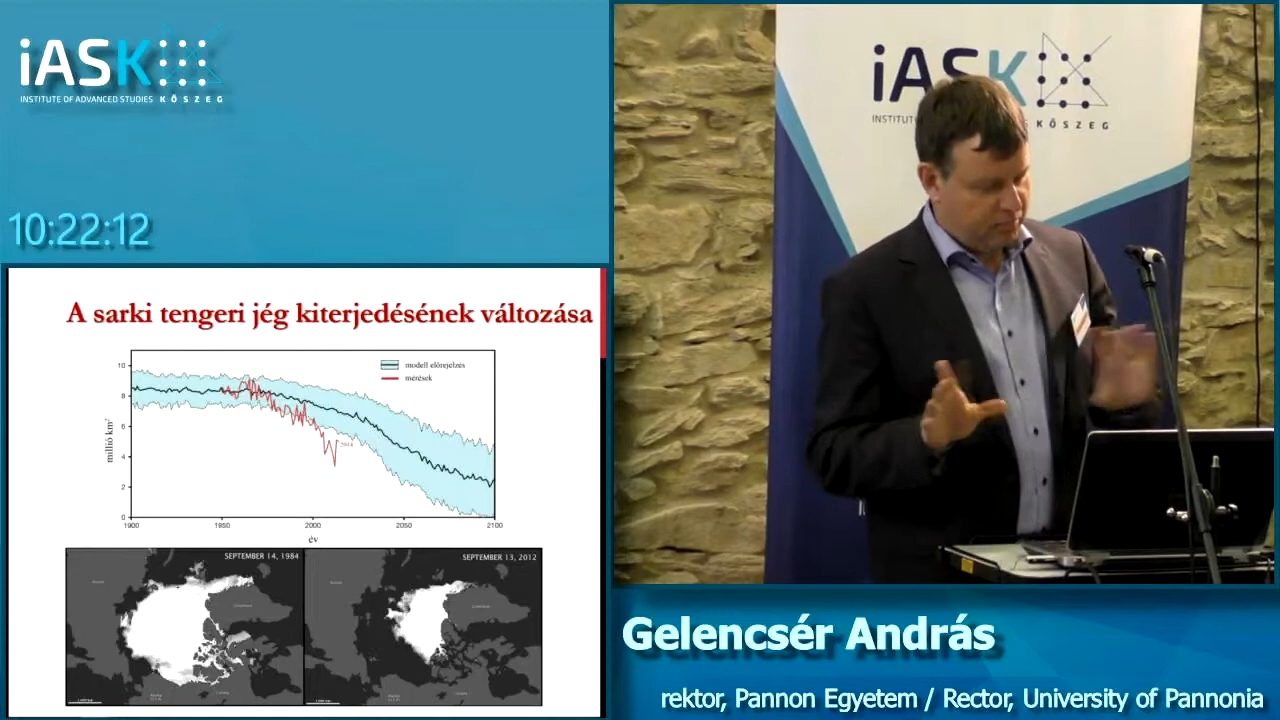 iASK
INSTITUTE OF ADVANCED STUDIES KŐSZEG
10:22:12
A sarki tengeri jég kiterjedésének változása
modell előrejelzés
mérések
2014
millió km²
10
8
6
4
2
0
1900
1950
2000
2050
2100
év
SEPTEMBER 14, 1984
SEPTEMBER 13, 2012
iASK
KŐSZEG
Gelencsér András
rektor, Pannon Egyetem / Rector, University of Pannonia